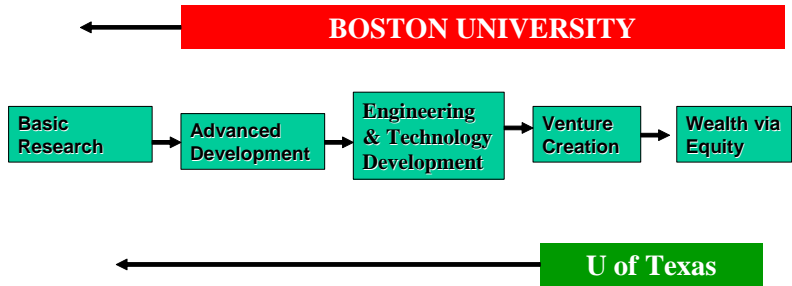 BOSTON UNIVERSITY
Basic
Research
Advanced
Development
Engineering
& Technology
Development
Venture
Creation
Wealth via
Equity
U of Texas